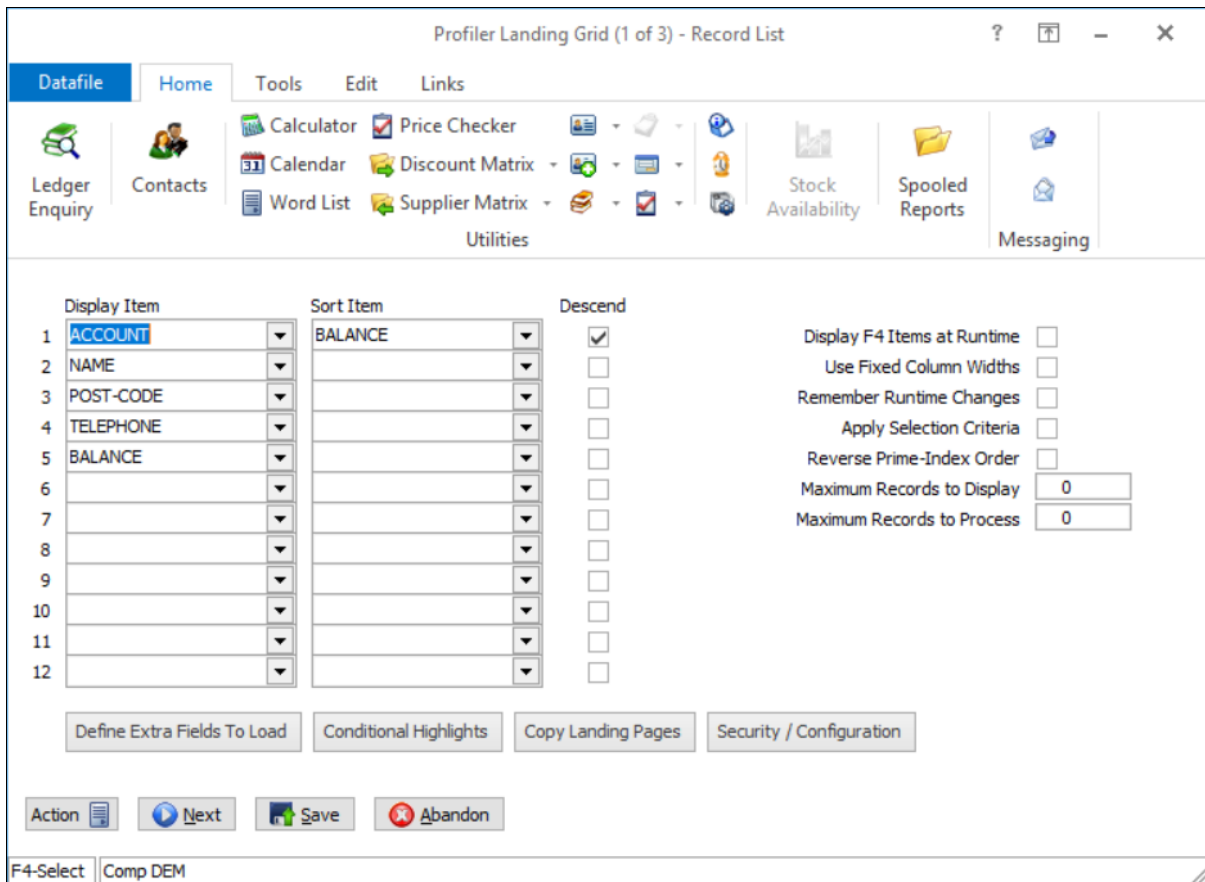 Profiler Landing Grid (1 of 3) - Record List
?
Datafile Home Tools Edit Links
Ledger Enquiry
Contacts
Calculator Price Checker
31 Calendar Discount Matrix
Word List Supplier Matrix
Stock Availability
Spooled Reports
Utilities Messaging
Display Item Sort Item Descend
1 ACCOUNT BALANCE Display F4 Items at Runtime
2 NAME Use Fixed Column Widths
3 POST-CODE Remember Runtime Changes
4 TELEPHONE Apply Selection Criteria
5 BALANCE Reverse Prime-Index Order
6 Maximum Records to Display 0
7 Maximum Records to Process 0
8
9
10
11
12
Define Extra Fields To Load Conditional Highlights Copy Landing Pages Security / Configuration
Action Next Save Abandon
F4-Select Comp DEM